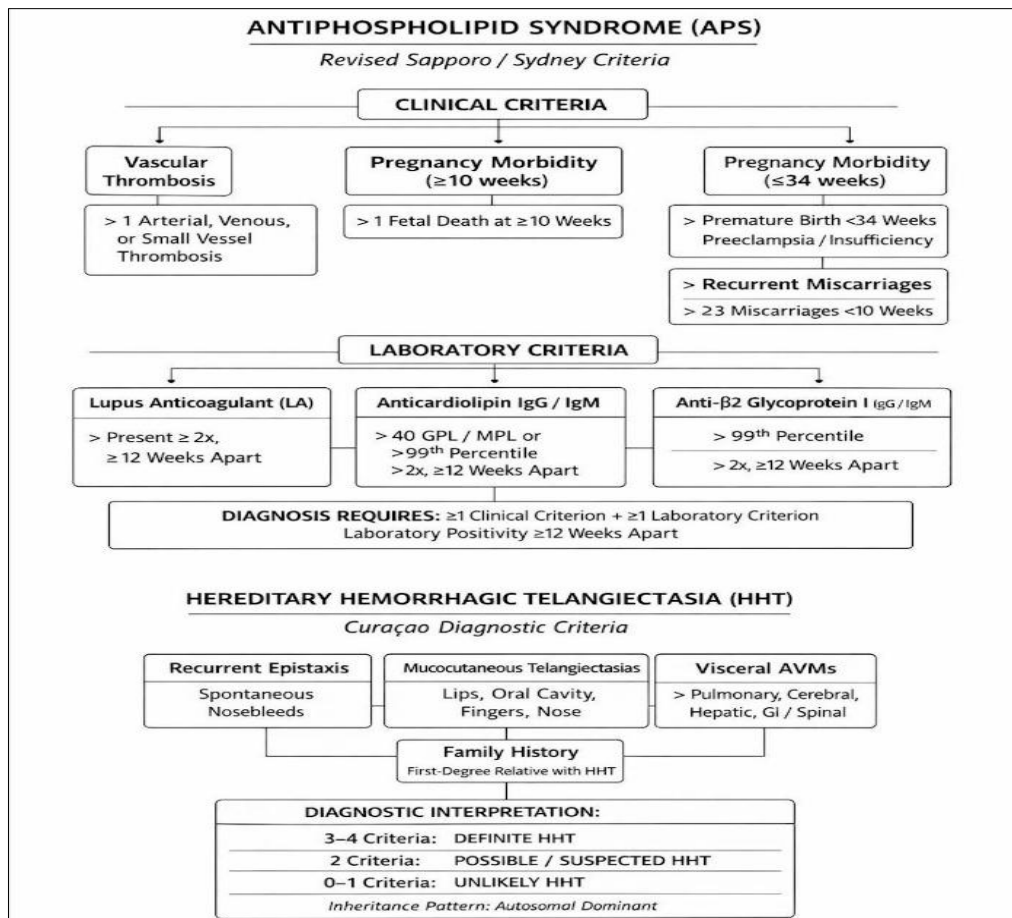 ANTIPHOSPHOLIPID SYNDROME (APS)
Revised Sapporo / Sydney Criteria
CLINICAL CRITERIA
Vascular
Thrombosis
> 1 Arterial, Venous,
or Small Vessel
Thrombosis
Pregnancy Morbidity
(≥10 weeks)
> 1 Fetal Death at ≥10 Weeks
Pregnancy Morbidity
(≤34 weeks)
> Premature Birth <34 Weeks
Preeclampsia / Insufficiency
> Recurrent Miscarriages
> 23 Miscarriages <10 Weeks
LABORATORY CRITERIA
Lupus Anticoagulant (LA)
> Present ≥ 2x,
≥ 12 Weeks Apart
Anticardiolipin IgG / IgM
> 40 GPL / MPL or
>99th Percentile
>2x, ≥12 Weeks Apart
Anti-β2 Glycoprotein I IgG/IgM
> 99th Percentile
> 2x, ≥12 Weeks Apart
DIAGNOSIS REQUIRES: ≥1 Clinical Criterion + ≥1 Laboratory Criterion
Laboratory Positivity ≥12 Weeks Apart
HEREDITARY HEMORRHAGIC TELANGIECTASIA (HHT)
Curaçao Diagnostic Criteria
Recurrent Epistaxis
Spontaneous
Nosebleeds
Mucocutaneous Telangiectasias
Lips, Oral Cavity,
Fingers, Nose
Visceral AVMs
> Pulmonary, Cerebral,
Hepatic, GI / Spinal
Family History
First-Degree Relative with HHT
DIAGNOSTIC INTERPRETATION:
3–4 Criteria: DEFINITE HHT
2 Criteria: POSSIBLE / SUSPECTED HHT
0–1 Criteria: UNLIKELY HHT
Inheritance Pattern: Autosomal Dominant